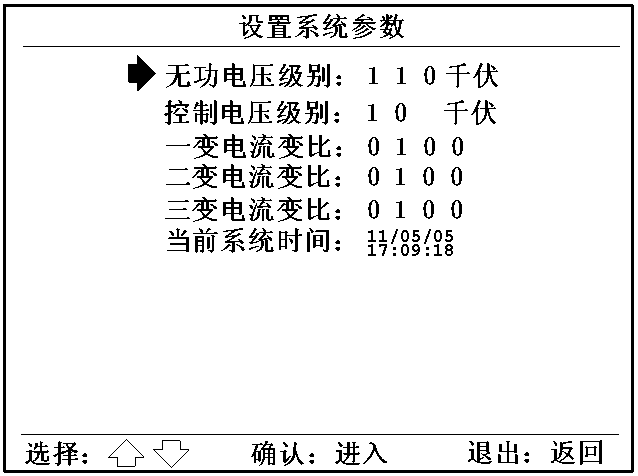 设置系统参数
无功电压级别：110千伏
控制电压级别：10 千伏
一变电流变比：0100
二变电流变比：0100
三变电流变比：0100
当前系统时间：11/05/05
17:09:18
选择： 确认：进入 退出：返回